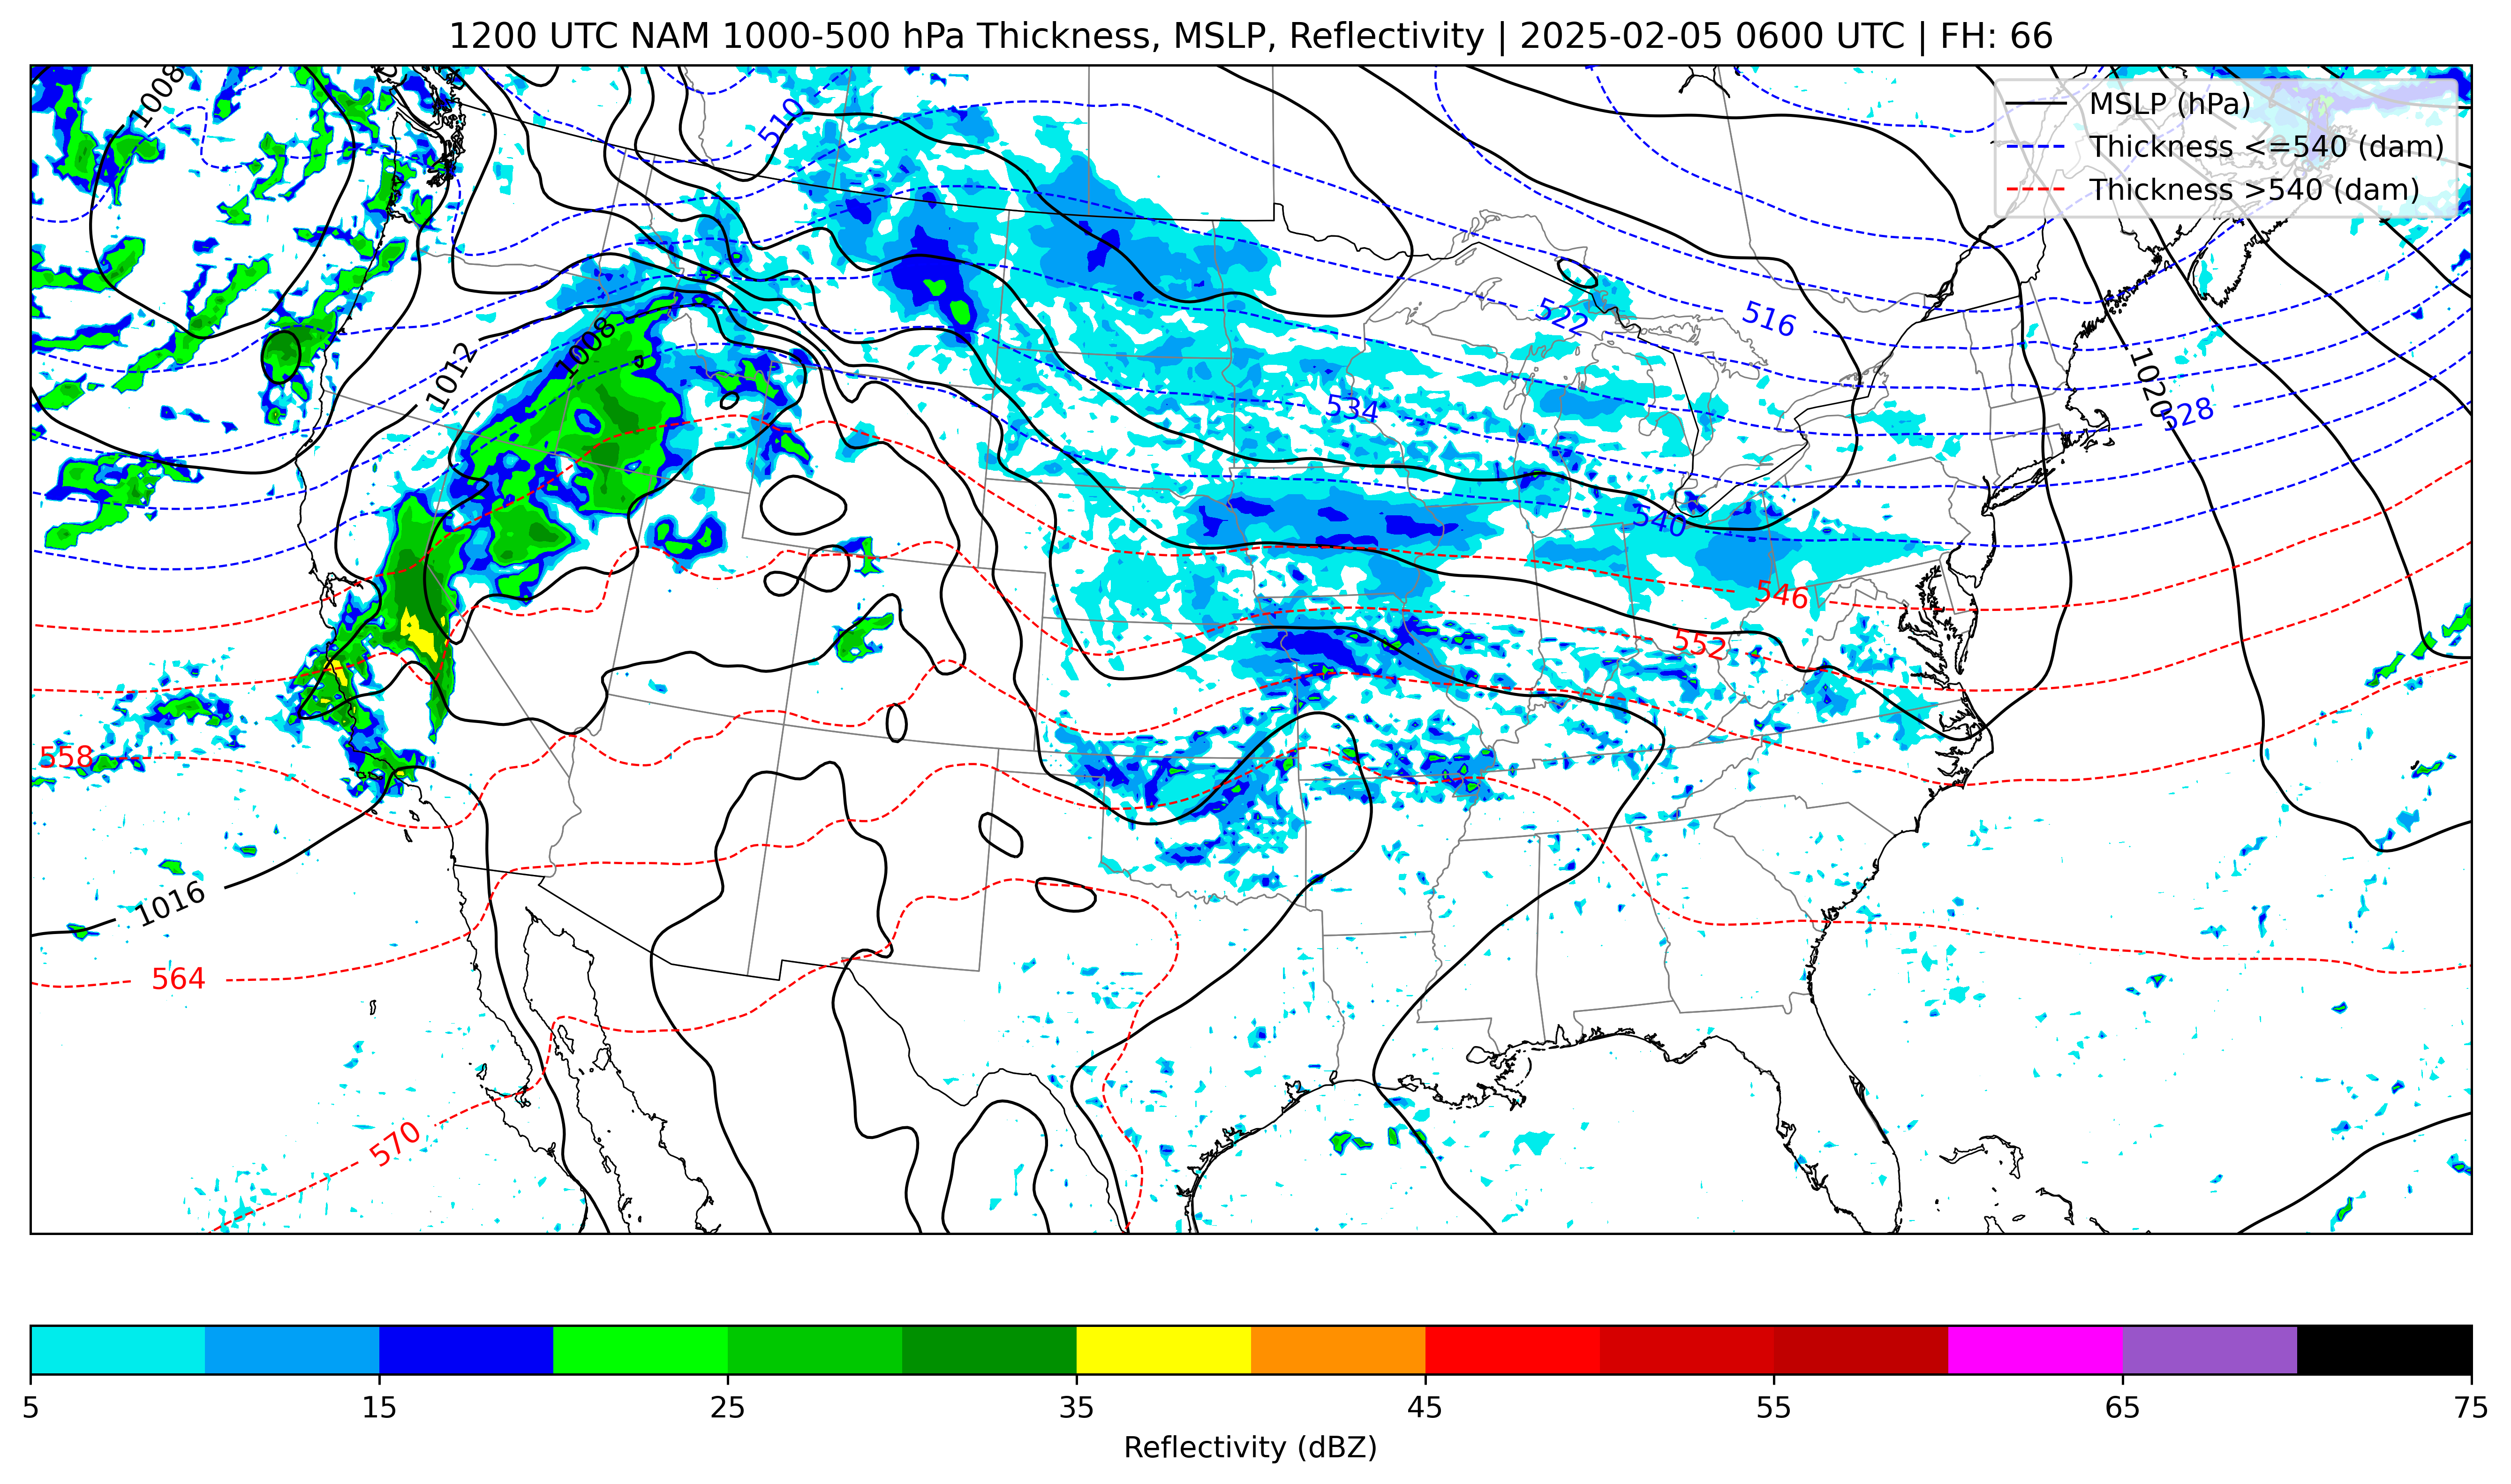 1200 UTC NAM 1000-500 hPa Thickness, MSLP, Reflectivity | 2025-02-05 0600 UTC | FH: 66
MSLP (hPa)
Thickness <=540 (dam)
Thickness >540 (dam)
1008
510
522
516
1008
1012
534
1020
528
540
546
552
558
1016
564
570
5 15 25 35 45 55 65 75
Reflectivity (dBZ)